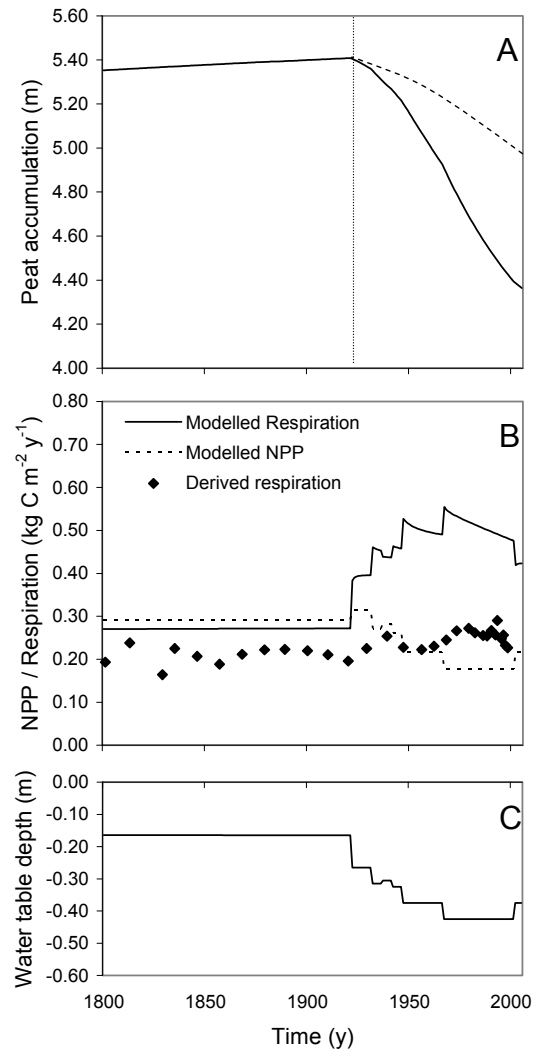 A
Peat accumulation (m)
5.60
5.40
5.20
5.00
4.80
4.60
4.40
4.20
4.00
B
NPP / Respiration (kg C m⁻² y⁻¹)
0.80
0.70
0.60
0.50
0.40
0.30
0.20
0.10
0.00
Modelled Respiration
Modelled NPP
Derived respiration
C
Water table depth (m)
0.00
-0.10
-0.20
-0.30
-0.40
-0.50
-0.60
1800 1850 1900 1950 2000
Time (y)